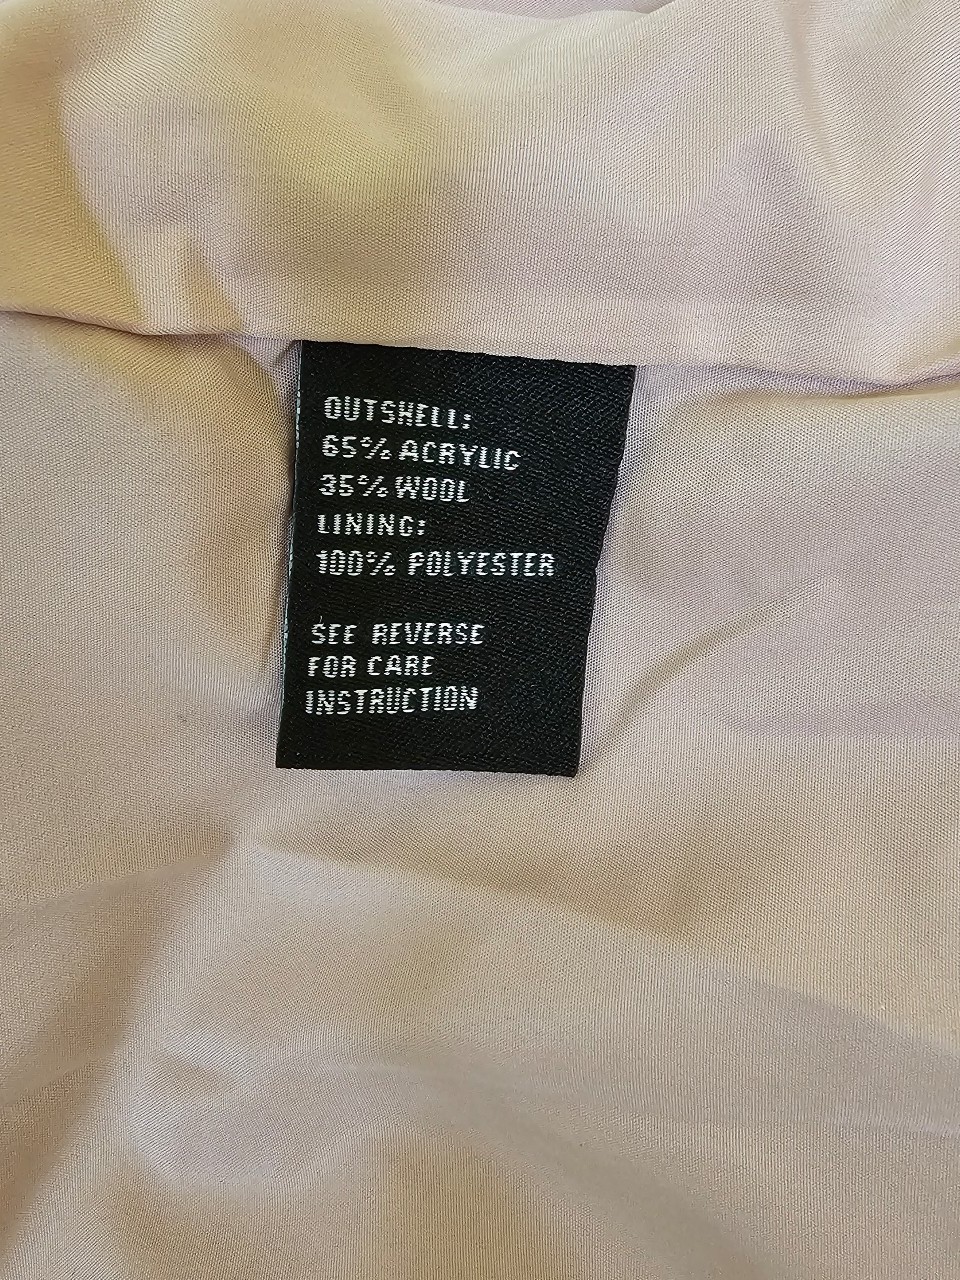 OUTSHELL:
65% ACRYLIC
35% WOOL
LINING:
100% POLYESTER
SEE REVERSE
FOR CARE
INSTRUCTION